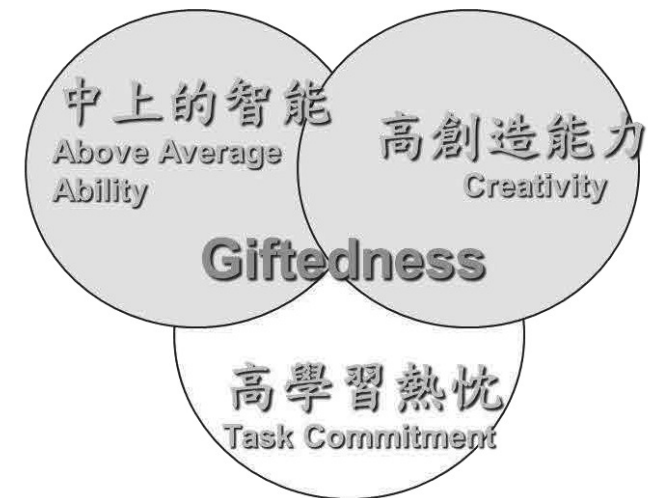 中上的智能
Above Average
Ability
高創造能力
Creativity
Giftedness
高學習熱忱
Task Commitment